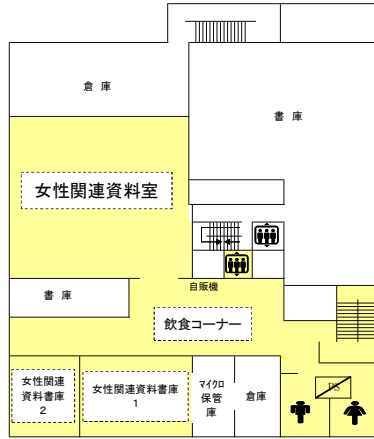 倉 庫
書 庫
女性関連資料室
自販機
書 庫
飲食コーナー
女性関連
資料書庫
2
女性関連資料書庫
1
マイクロ
保管
庫
倉庫
PS